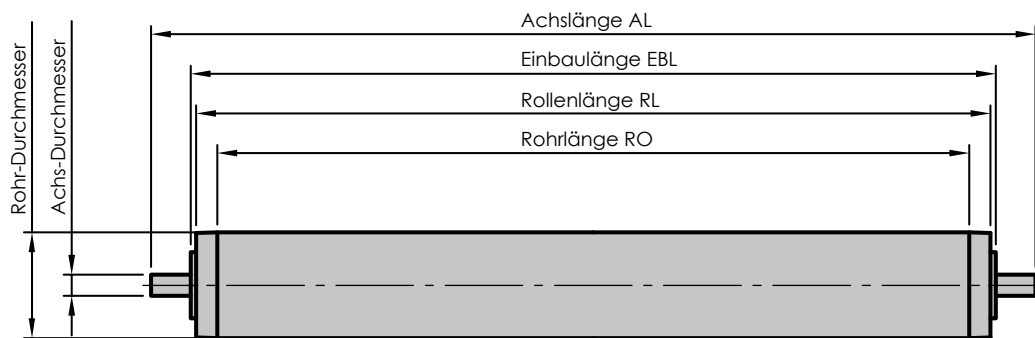 Achslänge AL
Einbaulänge EBL
Rollenlänge RL
Rohrlänge RO
Rohr-Durchmesser
Achs-Durchmesser